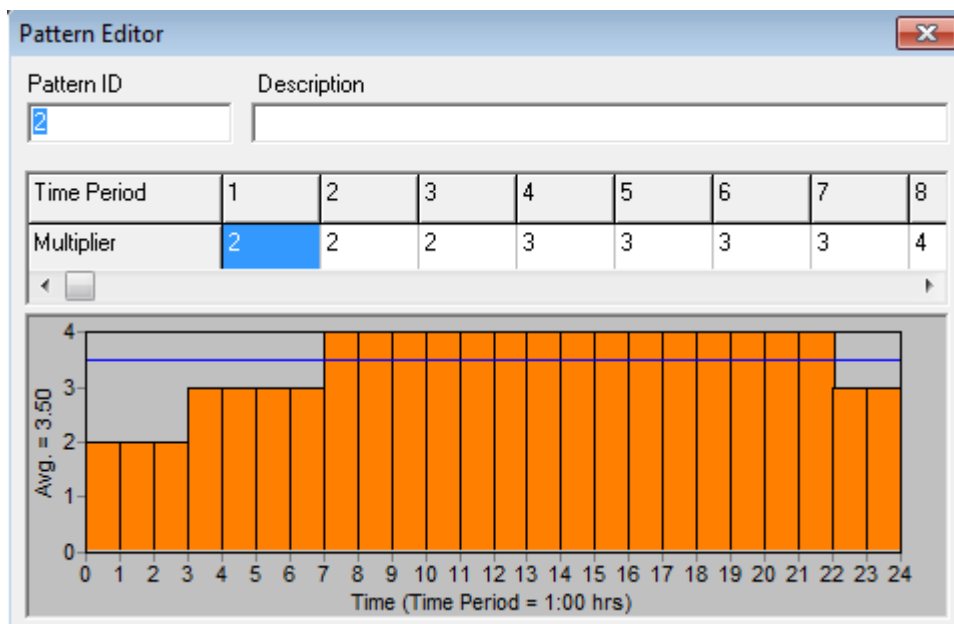 Pattern Editor
Pattern ID Description
2
Time Period 1 2 3 4 5 6 7 8
Multiplier 2 2 2 3 3 3 3 4
4
3
2
1
0
Avg. = 3.50
0 1 2 3 4 5 6 7 8 9 10 11 12 13 14 15 16 17 18 19 20 21 22 23 24
Time (Time Period = 1:00 hrs)